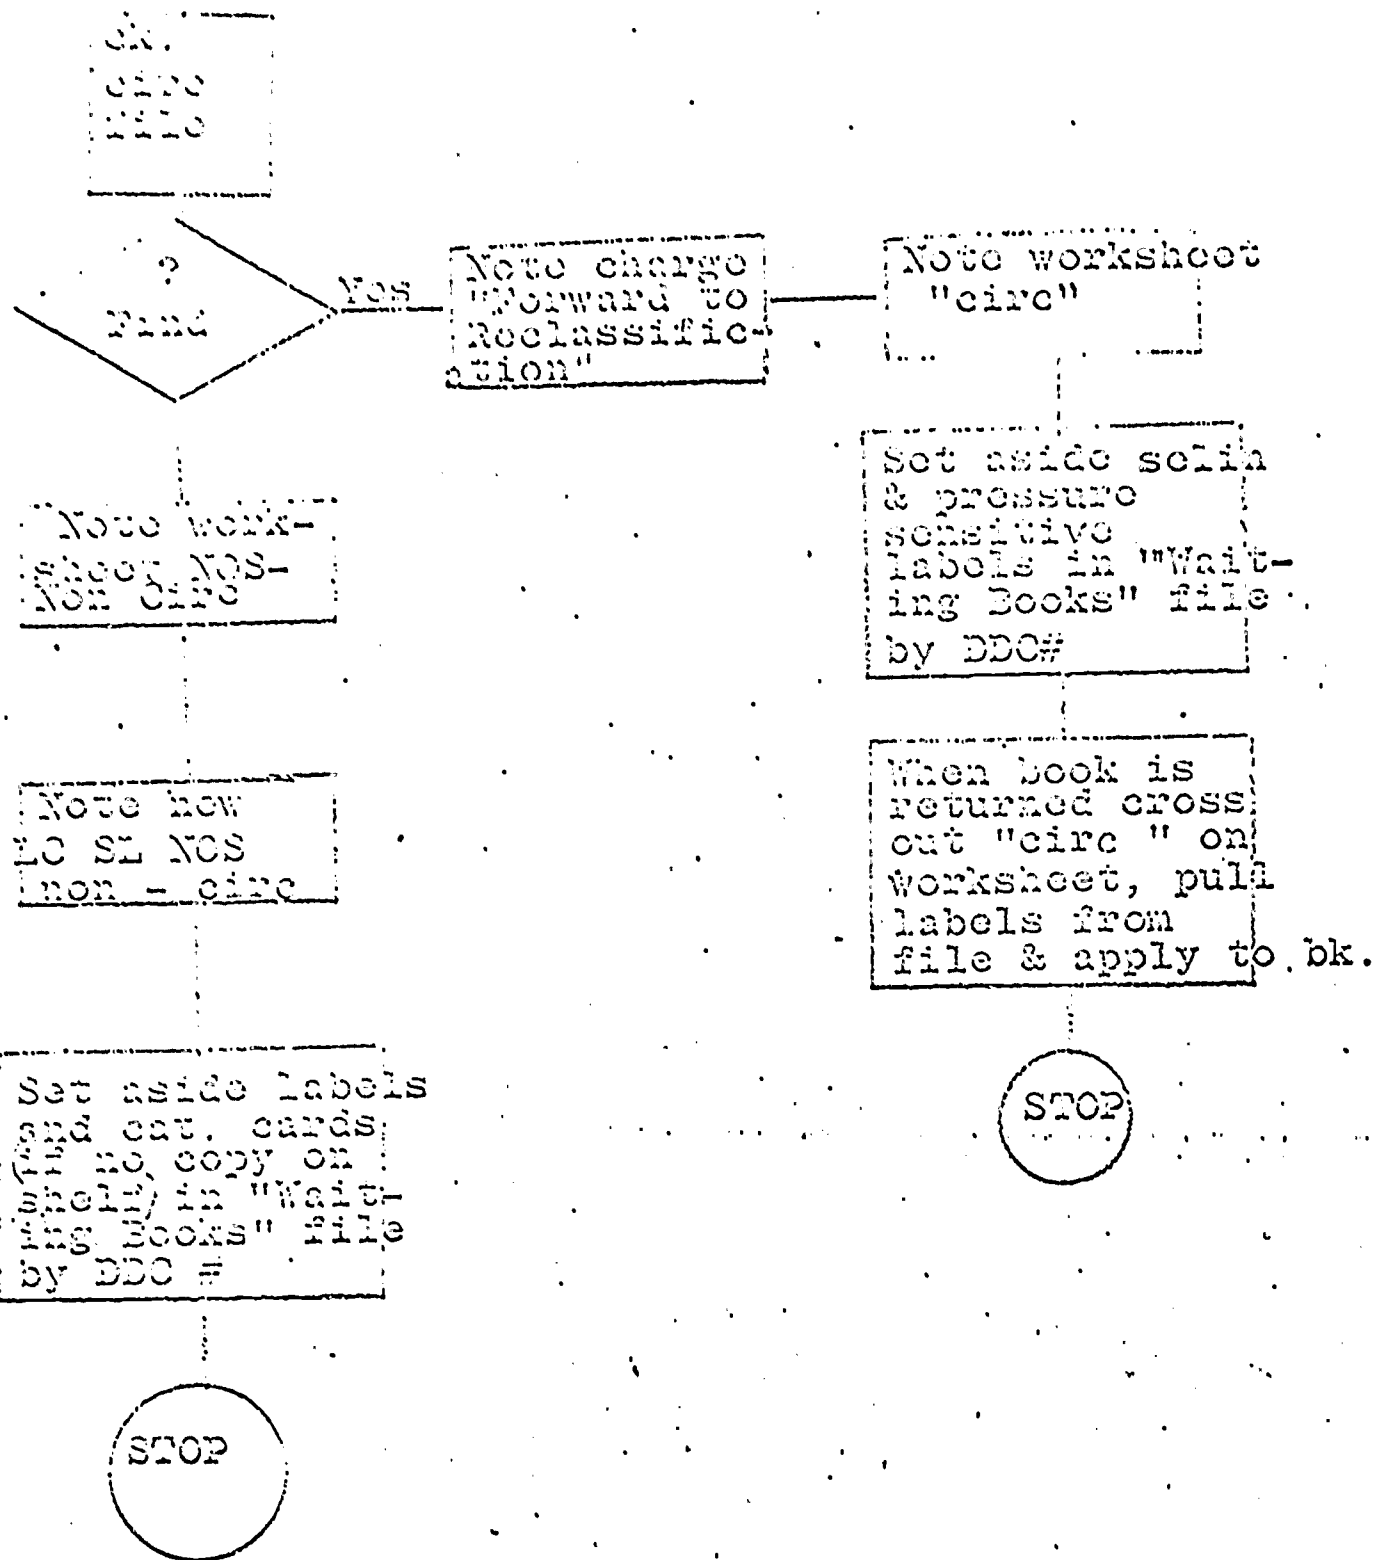 ck.
circ
file
?
Find
Yes
Note charge
"Forward to
Reclassific-
ation"
Note worksheet
"circ"
Set aside selin
& pressure
sensitive
labels in "Wait-
ing Books" file
by DDC#
When book is
returned cross
out "circ " on
worksheet, pull
labels from
file & apply to bk.
STOP
Note work-
sheet NOS-
Non Circ
Note new
LC SL NOS
non - circ
Set aside labels
and cat. cards
(if no copy on
shelf) in "Wait-
ing Books" file
by DDC #
STOP